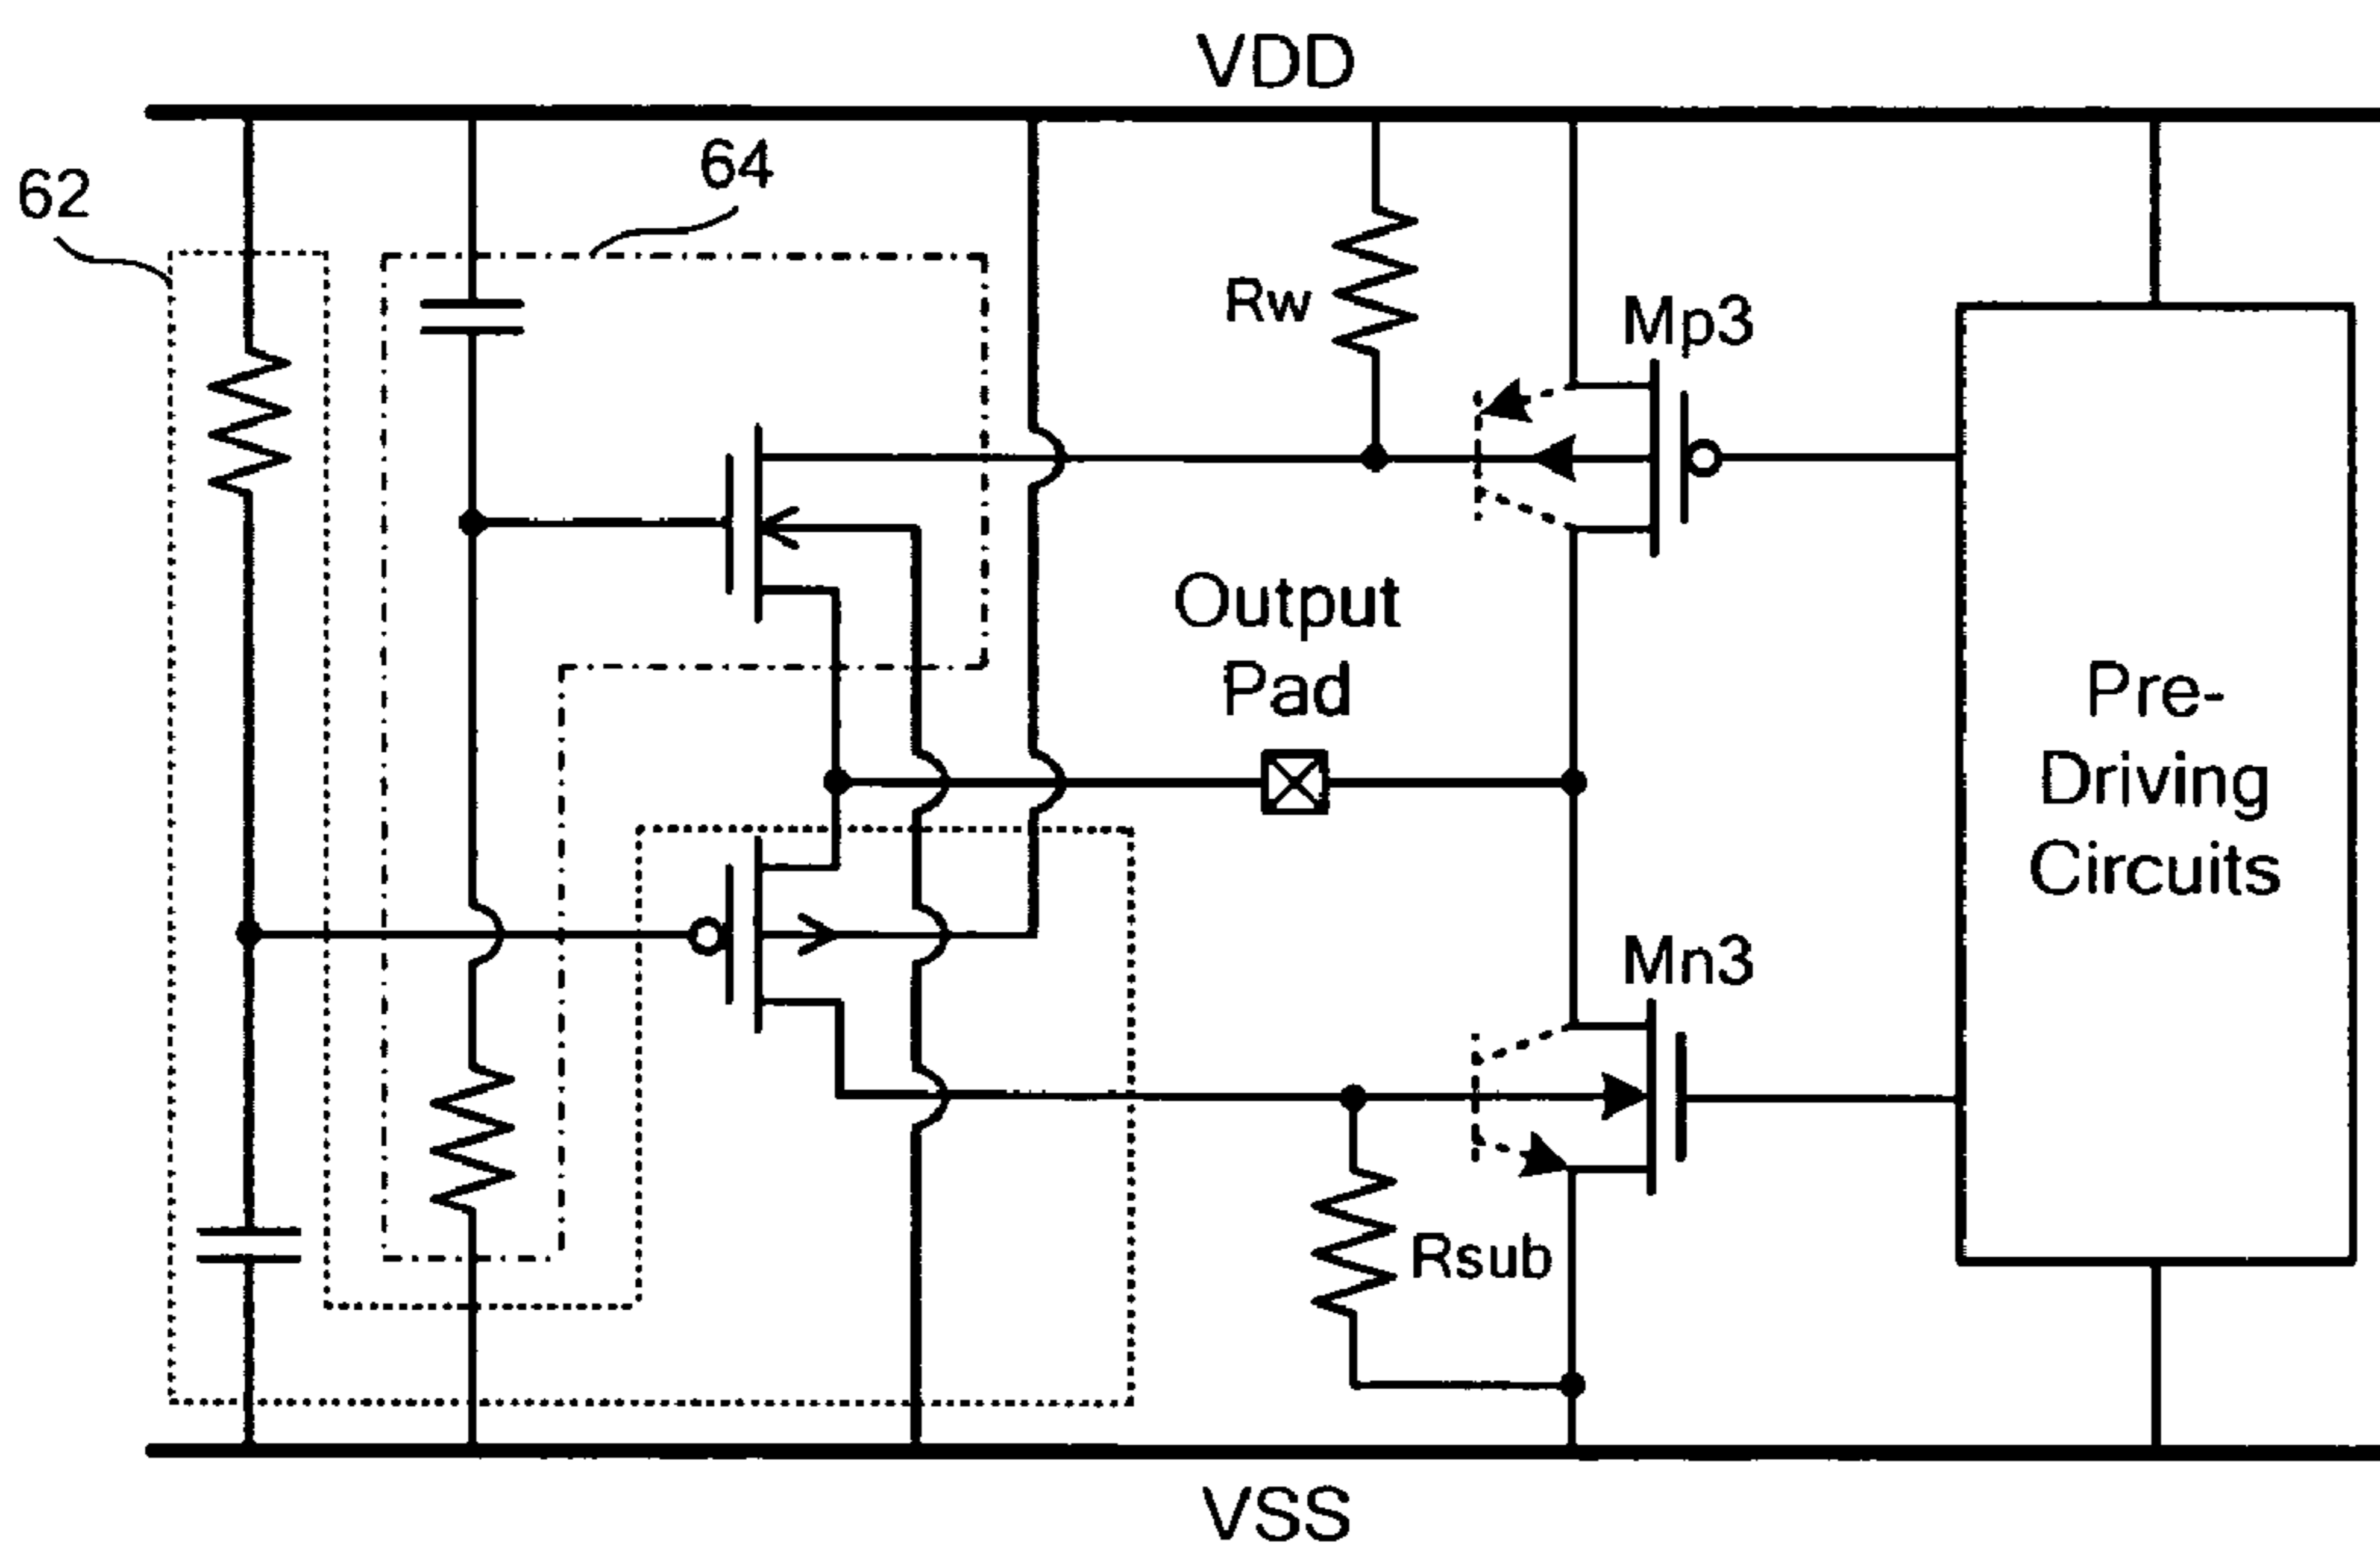 VDD
64
62
Rw
Mp3
Output
Pad
Pre-
Driving
Circuits
Mn3
Rsub
VSS